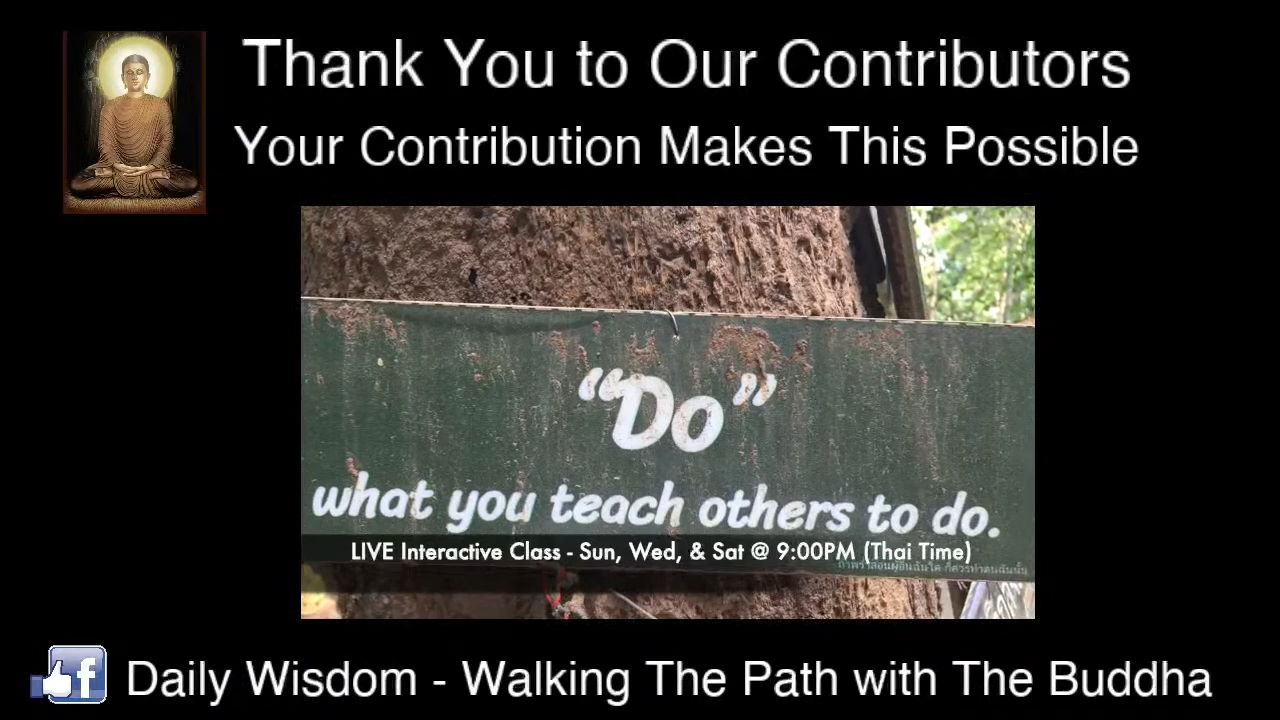 Thank You to Our Contributors
Your Contribution Makes This Possible
“Do”
what you teach others to do.
LIVE Interactive Class - Sun, Wed, & Sat @ 9:00PM (Thai Time)
Daily Wisdom - Walking The Path with The Buddha